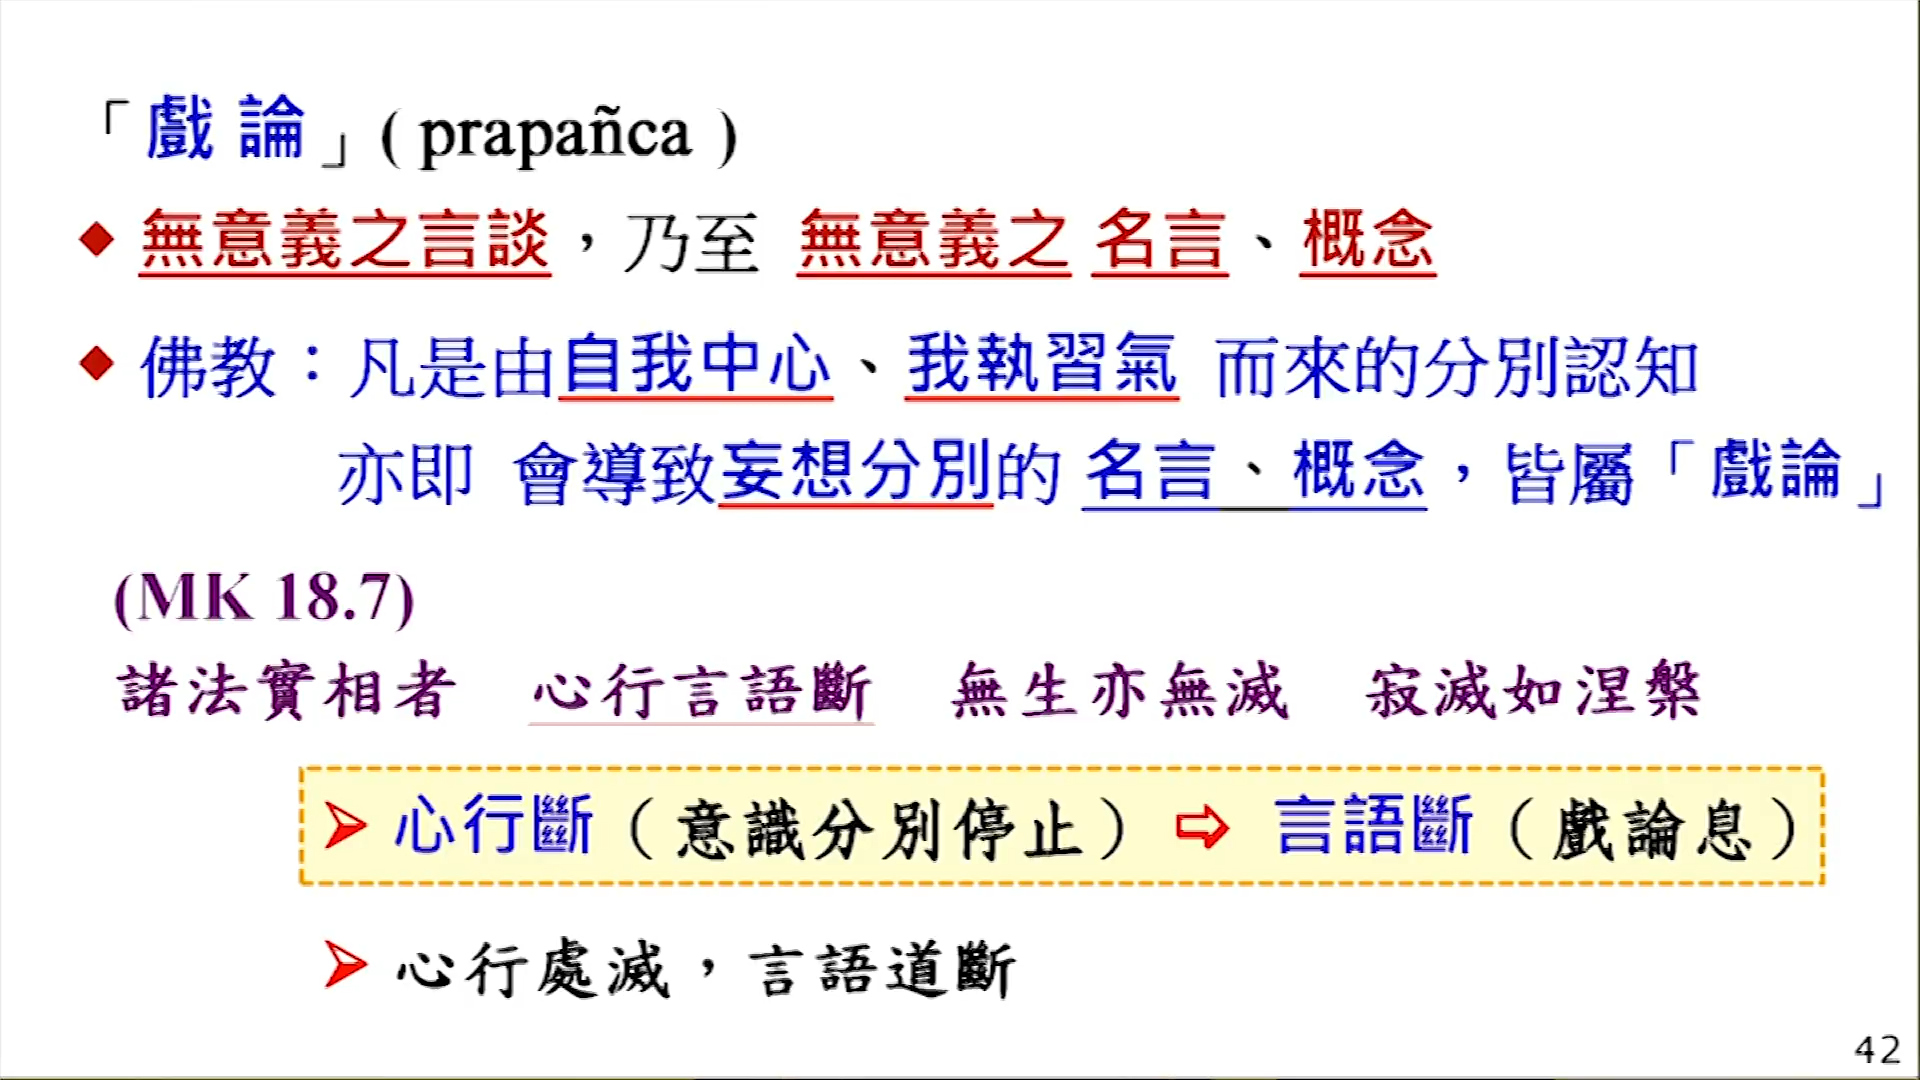 「戲論」( prapañca )
◆ 無意義之言談，乃至 無意義之 名言、概念
◆ 佛教：凡是由自我中心、我執習氣 而來的分別認知
亦即 會導致妄想分別的 名言、概念，皆屬「戲論」
(MK 18.7)
諸法實相者 心行言語斷 無生亦無滅 寂滅如涅槃
➢ 心行斷（意識分別停止）⇨ 言語斷（戲論息）
➢ 心行處滅，言語道斷
42